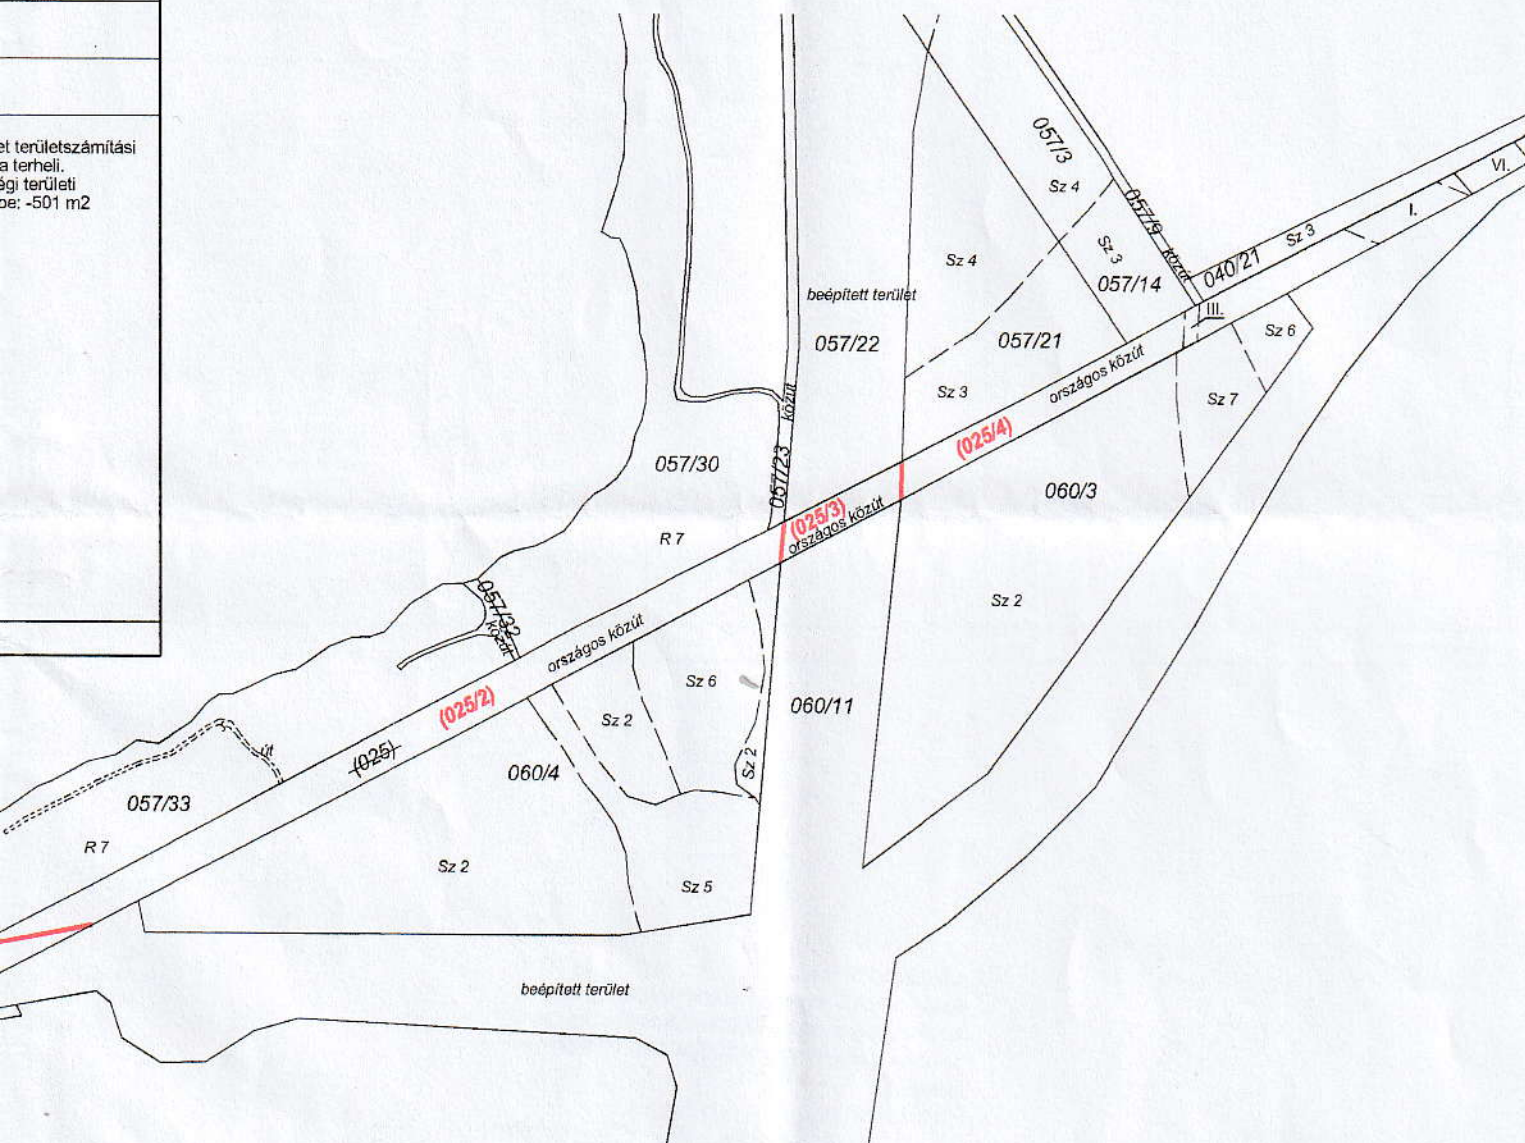 et területszámítási
a terheli.
égi területi
be: -501 m2
057/3
Sz 4
057/9
közút
Sz 3
057/14
040/21
Sz 3
I.
VI.
III.
Sz 4
beépített terület
057/22
057/21
Sz 3
országos közút
Sz 6
Sz 7
közút
057/23
057/30
R 7
(025/4)
(025/3)
országos közút
060/3
Sz 2
057/32
közút
országos közút
(025/2)
Sz 6
Sz 2
060/11
Sz 2
út
(025)
060/4
057/33
R 7
Sz 2
Sz 5
beépített terület